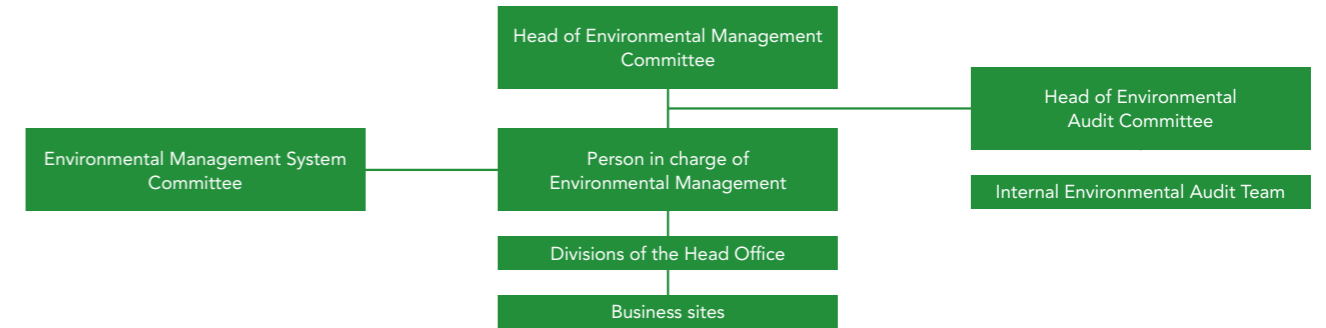 Head of Environmental Management
Committee
Head of Environmental
Audit Committee
Environmental Management System
Committee
Person in charge of
Environmental Management
Internal Environmental Audit Team
Divisions of the Head Office
Business sites